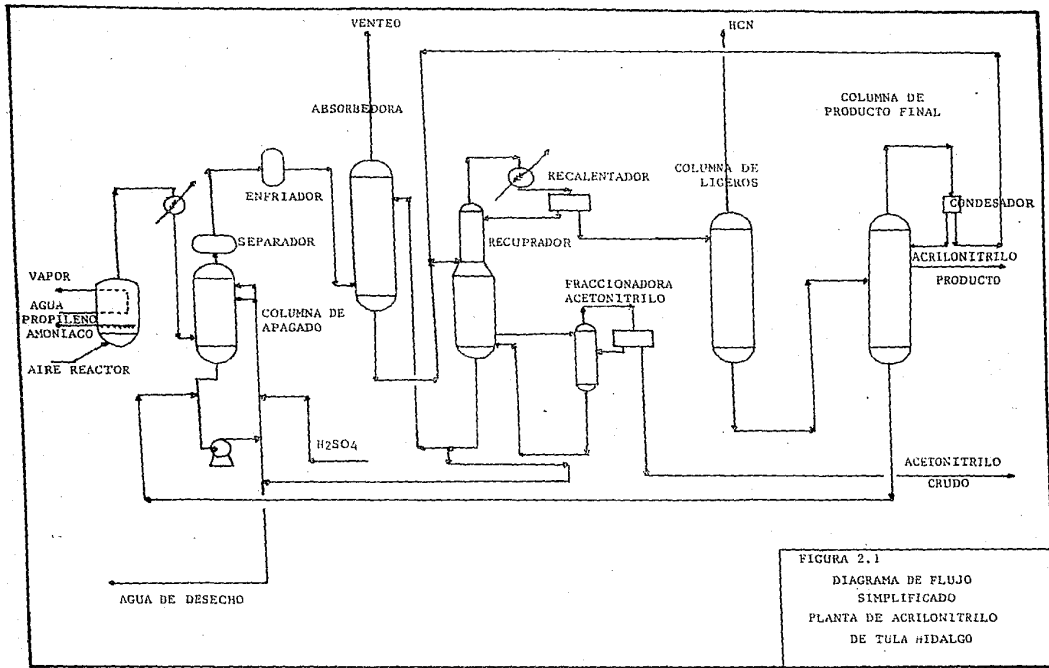 VENTEO
HCN
COLUMNA DE
PRODUCTO FINAL
ABSORBEDORA
RECALENTADOR
COLUMNA DE
LIGEROS
ENFRIADOR
CONDESADOR
SEPARADOR
RECUPRADOR
ACRILONITRILO
PRODUCTO
FRACCIONADORA
ACETONITRILO
VAPOR
AGUA
PROPILENO
AMONIACO
COLUMNA DE
APAGADO
AIRE REACTOR
H2SO4
ACETONITRILO
CRUDO
AGUA DE DESECHO
FIGURA 2.1
DIAGRAMA DE FLUJO
SIMPLIFICADO
PLANTA DE ACRILONITRILO
DE TULA HIDALGO